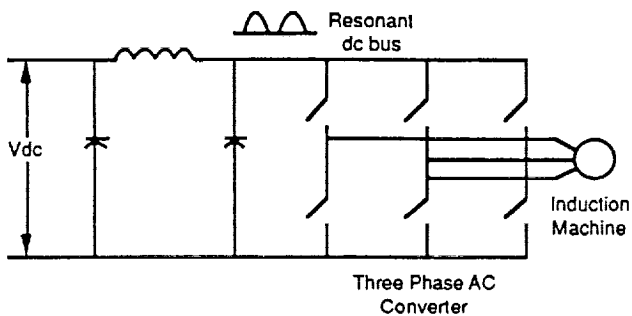 Resonant
dc bus
Vdc
Induction
Machine
Three Phase AC
Converter